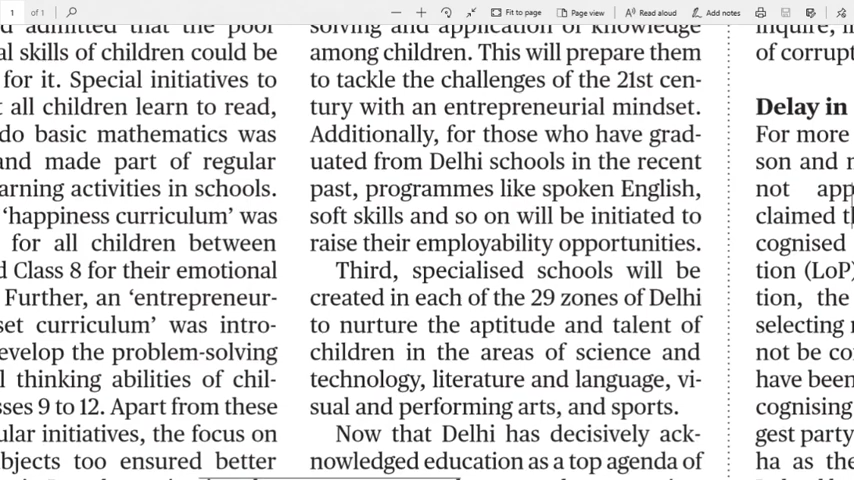 1 of 1 Fit to page Page view Read aloud Add notes
admitted that the poor
al skills of children could be
for it. Special initiatives to
all children learn to read,
do basic mathematics was
and made part of regular
arning activities in schools.
‘happiness curriculum’ was
for all children between
d Class 8 for their emotional
Further, an ‘entrepreneur-
set curriculum’ was intro-
evelop the problem-solving
l thinking abilities of chil-
sses 9 to 12. Apart from these
ular initiatives, the focus on
bjects too ensured better
solving and application of knowledge
among children. This will prepare them
to tackle the challenges of the 21st cen-
tury with an entrepreneurial mindset.
Additionally, for those who have grad-
uated from Delhi schools in the recent
past, programmes like spoken English,
soft skills and so on will be initiated to
raise their employability opportunities.
Third, specialised schools will be
created in each of the 29 zones of Delhi
to nurture the aptitude and talent of
children in the areas of science and
technology, literature and language, vi-
sual and performing arts, and sports.
Now that Delhi has decisively ack-
nowledged education as a top agenda of
inquire,
of corrupt
Delay in
For more
son and
not app
claimed
cognised
tion (LoP)
tion, the
selecting
not be co
have been
cognising
gest party
ha as the